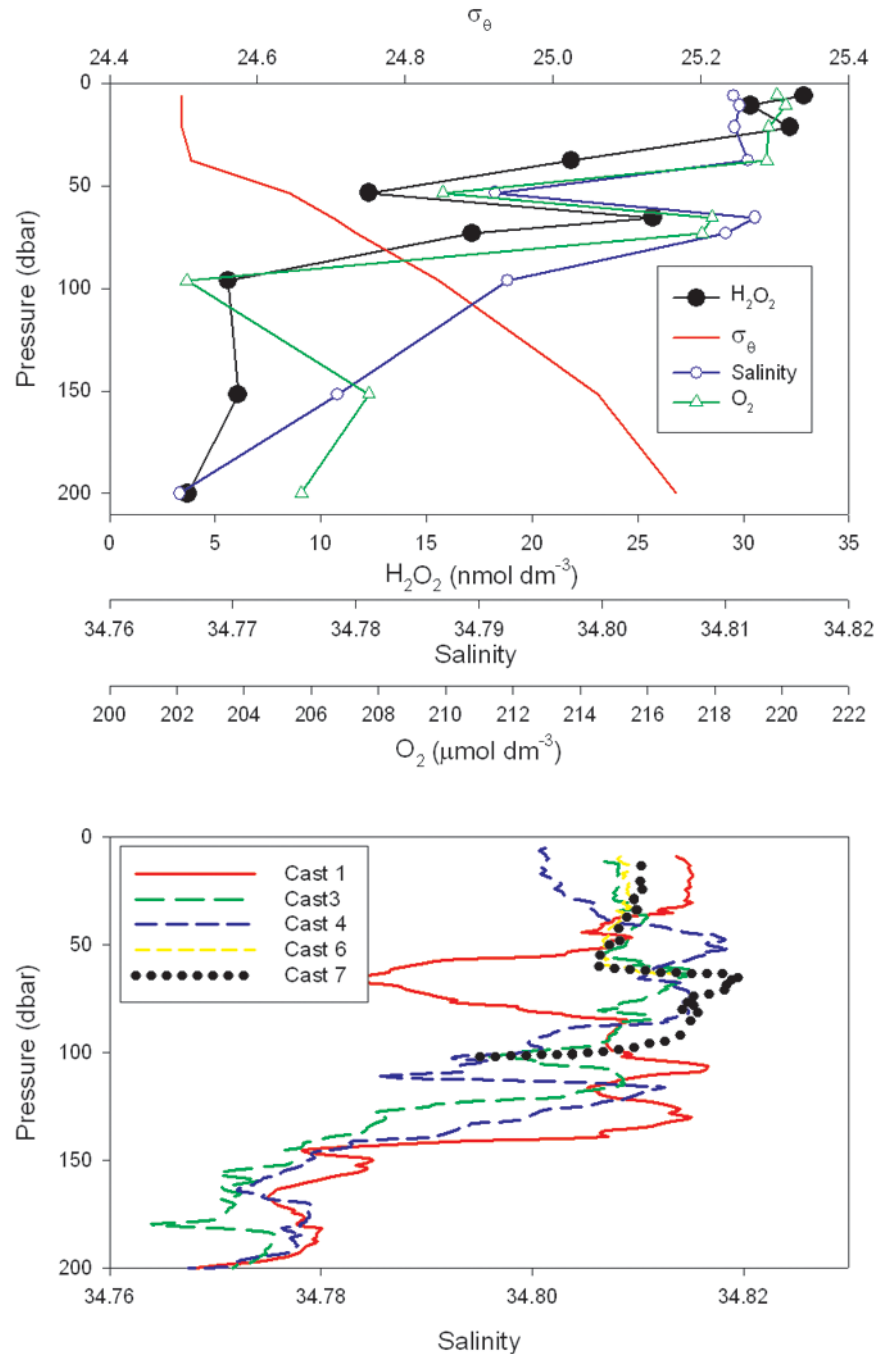 σθ
24.4 24.6 24.8 25.0 25.2 25.4
0
50
100
150
200
Pressure (dbar)
H₂O₂
σθ
Salinity
O₂
0 5 10 15 20 25 30 35
H₂O₂ (nmol dm⁻³)
34.76 34.77 34.78 34.79 34.80 34.81 34.82
Salinity
200 202 204 206 208 210 212 214 216 218 220 222
O₂ (μmol dm⁻³)
0
50
100
150
200
Pressure (dbar)
Cast 1
Cast3
Cast 4
Cast 6
Cast 7
34.76 34.78 34.80 34.82
Salinity